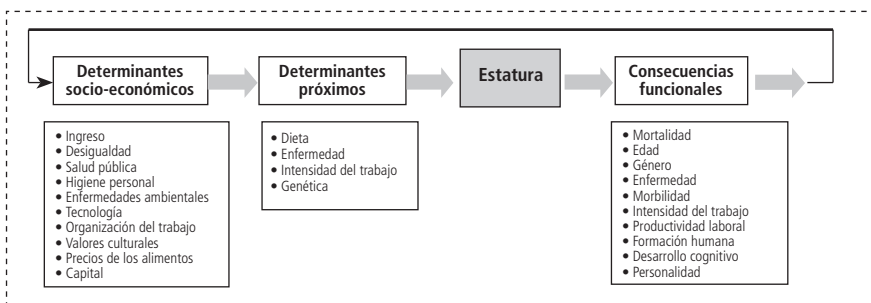 Determinantes
socio-económicos
• Ingreso
• Desigualdad
• Salud pública
• Higiene personal
• Enfermedades ambientales
• Tecnología
• Organización del trabajo
• Valores culturales
• Precios de los alimentos
• Capital
Determinantes
próximos
• Dieta
• Enfermedad
• Intensidad del trabajo
• Genética
Estatura
Consecuencias
funcionales
• Mortalidad
• Edad
• Género
• Enfermedad
• Morbilidad
• Intensidad del trabajo
• Productividad laboral
• Formación humana
• Desarrollo cognitivo
• Personalidad